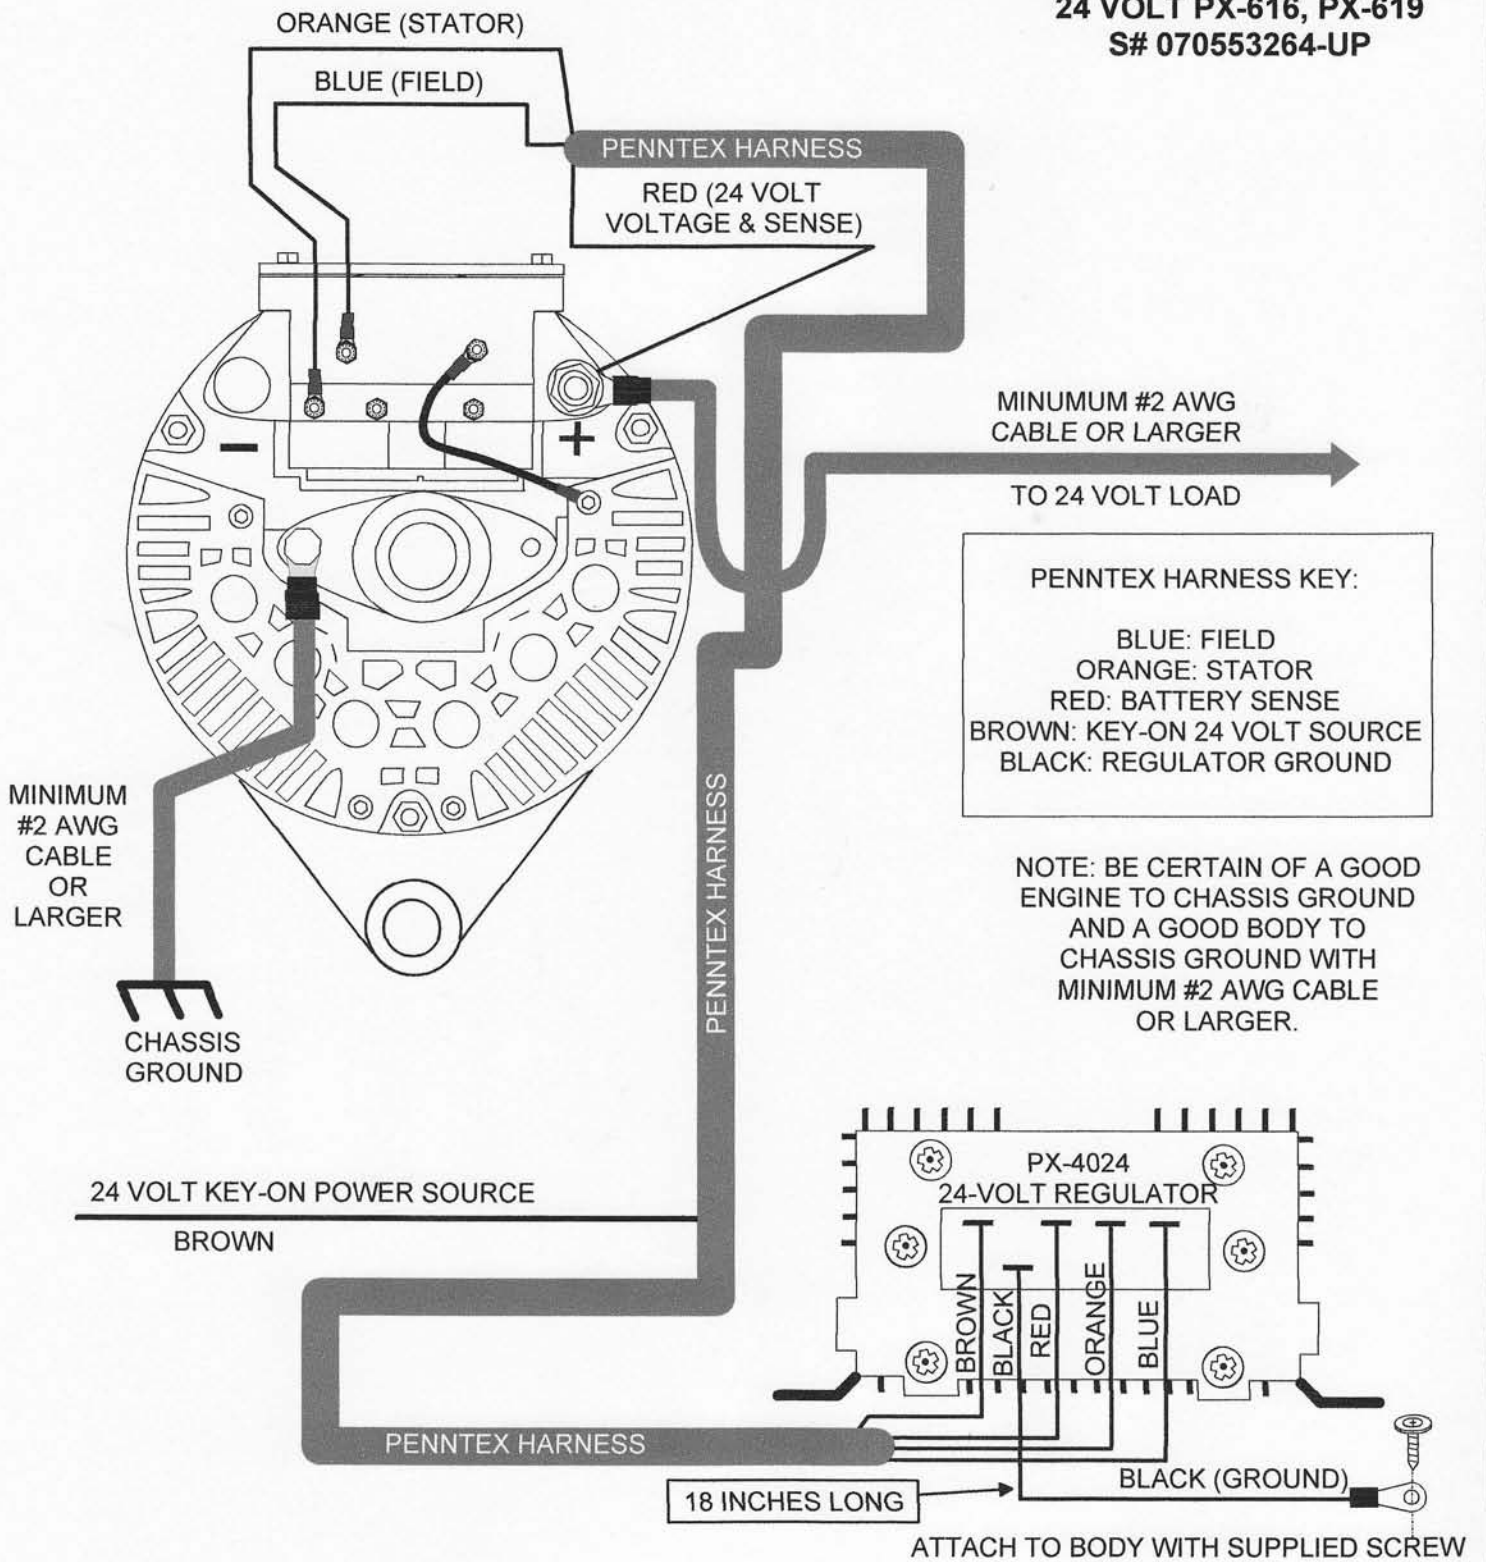 24 VOLT PX-616, PX-619
S# 070553264-UP
ORANGE (STATOR)
BLUE (FIELD)
PENNTEX HARNESS
RED (24 VOLT
VOLTAGE & SENSE)
MINUMUM #2 AWG
CABLE OR LARGER
TO 24 VOLT LOAD
−
+
PENNTEX HARNESS KEY:
BLUE: FIELD
ORANGE: STATOR
RED: BATTERY SENSE
BROWN: KEY-ON 24 VOLT SOURCE
BLACK: REGULATOR GROUND
MINIMUM
#2 AWG
CABLE
OR
LARGER
CHASSIS
GROUND
PENNTEX HARNESS
NOTE: BE CERTAIN OF A GOOD
ENGINE TO CHASSIS GROUND
AND A GOOD BODY TO
CHASSIS GROUND WITH
MINIMUM #2 AWG CABLE
OR LARGER.
24 VOLT KEY-ON POWER SOURCE
BROWN
PX-4024
24-VOLT REGULATOR
BROWN
BLACK
RED
ORANGE
BLUE
PENNTEX HARNESS
18 INCHES LONG
BLACK (GROUND)
ATTACH TO BODY WITH SUPPLIED SCREW